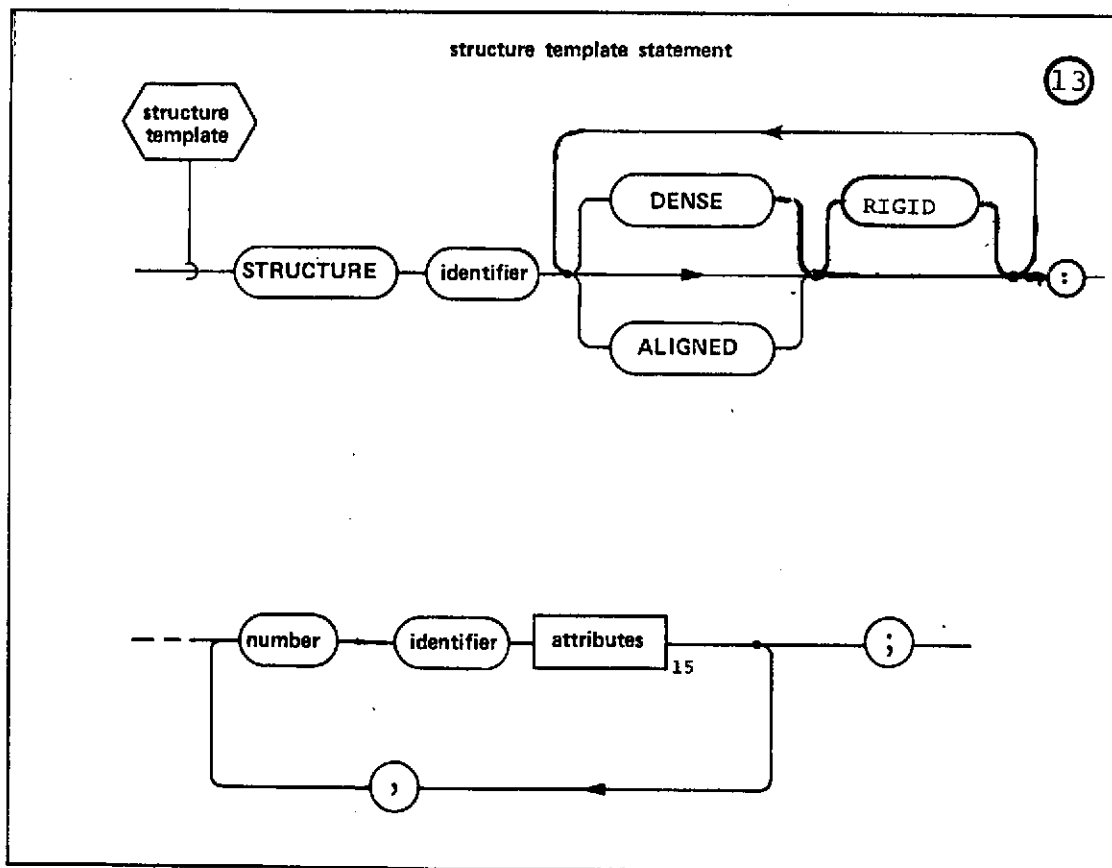 structure template statement
13
structure
template
DENSE
RIGID
STRUCTURE
identifier
:
ALIGNED
number
identifier
attributes
15
;
,